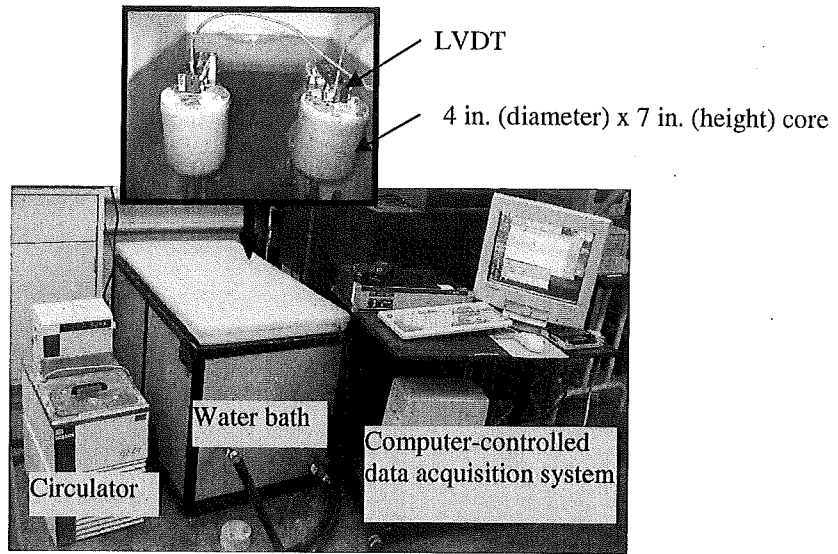 LVDT
4 in. (diameter) x 7 in. (height) core
Water bath
Computer-controlled
data acquisition system
Circulator